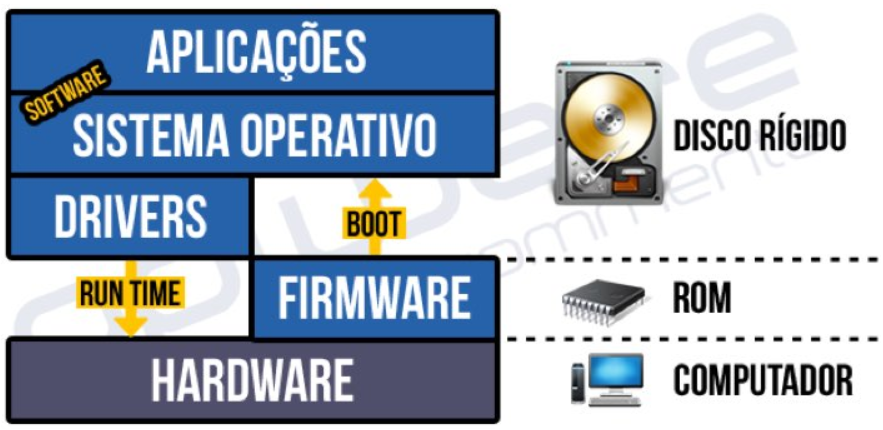 APLICAÇÕES
SOFTWARE
SISTEMA OPERATIVO
DISCO RÍGIDO
DRIVERS
BOOT
RUN TIME
FIRMWARE
ROM
HARDWARE
COMPUTADOR